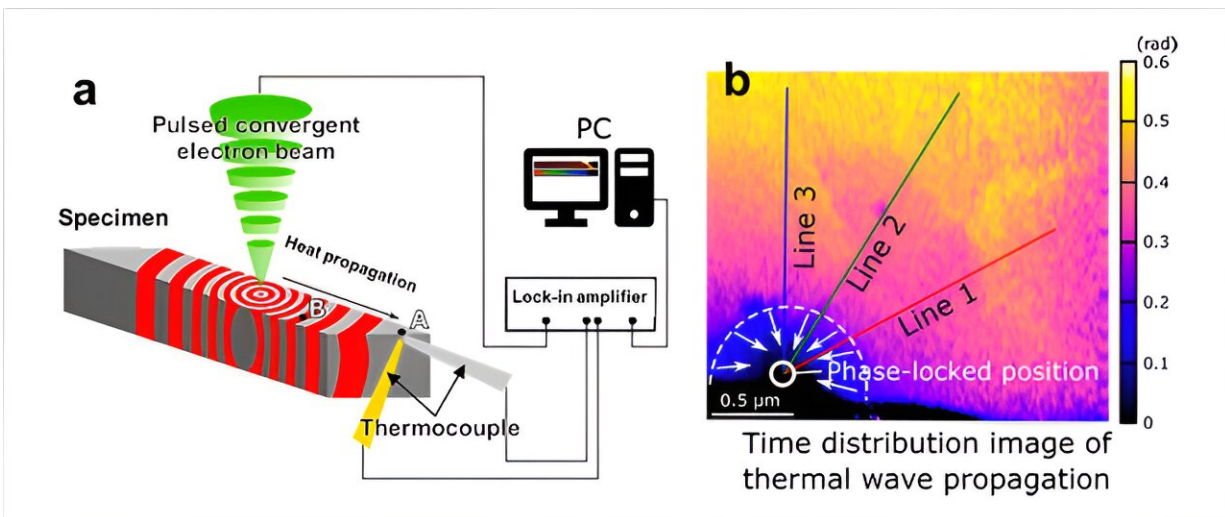 a
Pulsed convergent
electron beam
PC
Specimen
Heat propagation
B
A
Lock-in amplifier
Thermocouple
b
(rad)
0.6
0.5
0.4
0.3
0.2
0.1
0
Line 3
Line 2
Line 1
Phase-locked position
0.5 μm
Time distribution image of
thermal wave propagation